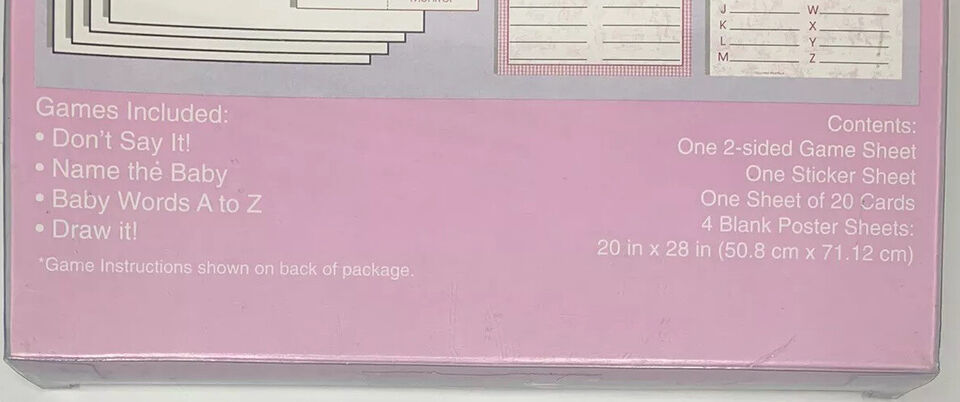 J W
K X
L Y
M Z
Games Included:
• Don't Say It!
• Name the Baby
• Baby Words A to Z
• Draw it!
*Game Instructions shown on back of package.
Contents:
One 2-sided Game Sheet
One Sticker Sheet
One Sheet of 20 Cards
4 Blank Poster Sheets:
20 in x 28 in (50.8 cm x 71.12 cm)